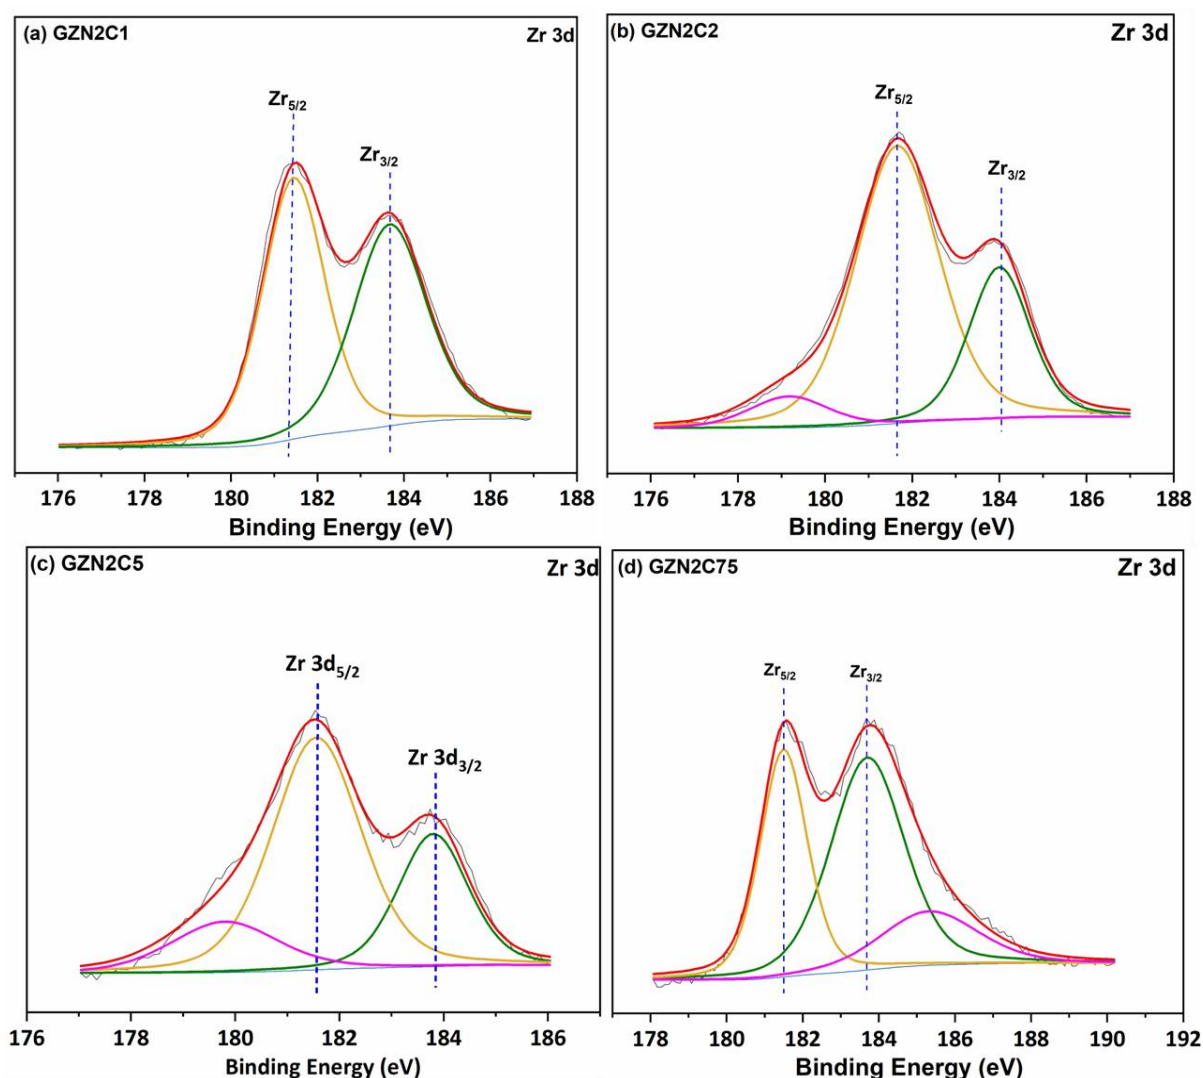 (a) GZN2C1
Zr 3d
Zr5/2
Zr3/2
176 178 180 182 184 186 188
Binding Energy (eV)
(b) GZN2C2
Zr 3d
Zr5/2
Zr3/2
176 178 180 182 184 186 188
Binding Energy (eV)
(c) GZN2C5
Zr 3d
Zr 3d5/2
Zr 3d3/2
176 180 182 184 186
Binding Energy (eV)
(d) GZN2C75
Zr 3d
Zr5/2
Zr3/2
178 180 182 184 186 188 190 192
Binding Energy (eV)